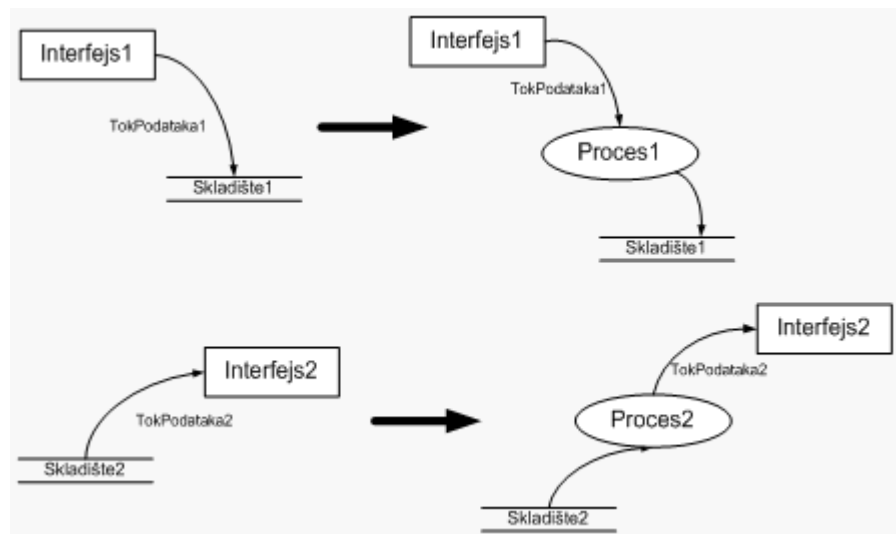 Interfejs1
TokPodataka1
Skladište1
Interfejs1
TokPodataka1
Proces1
Skladište1
Interfejs2
TokPodataka2
Skladište2
Interfejs2
TokPodataka2
Proces2
Skladište2